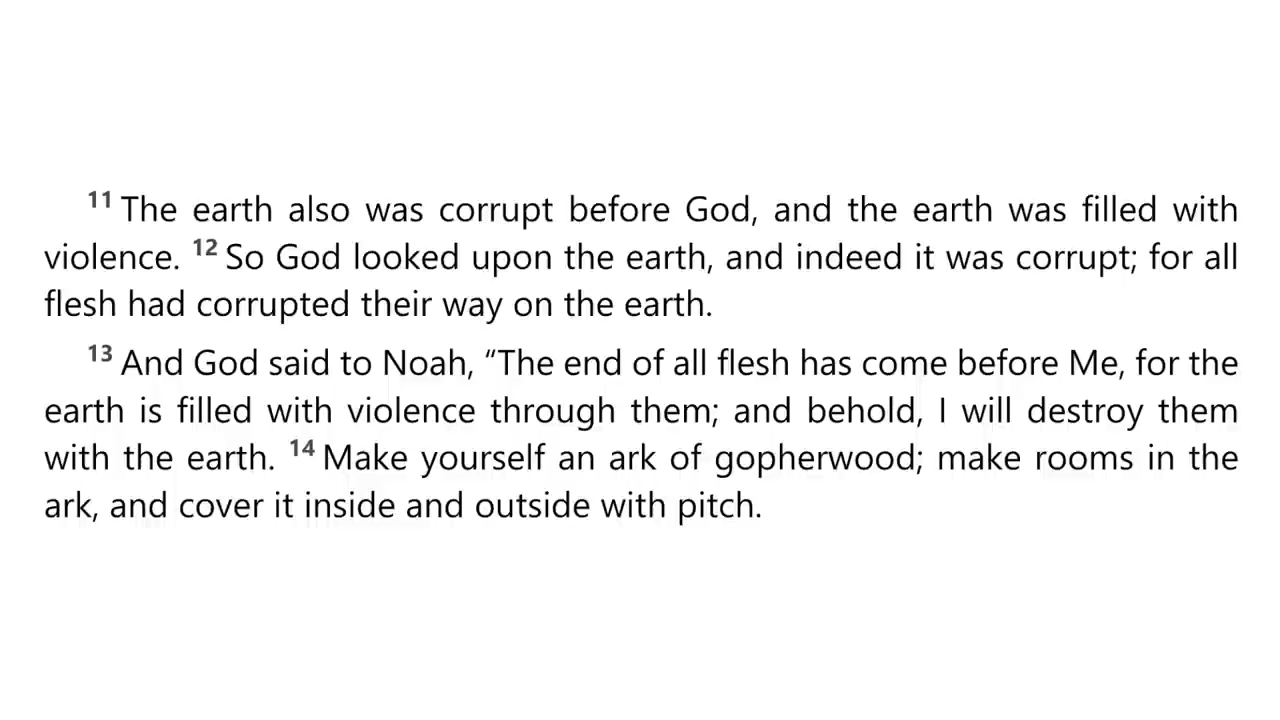 11 The earth also was corrupt before God, and the earth was filled with
violence. 12 So God looked upon the earth, and indeed it was corrupt; for all
flesh had corrupted their way on the earth.
13 And God said to Noah, “The end of all flesh has come before Me, for the
earth is filled with violence through them; and behold, I will destroy them
with the earth. 14 Make yourself an ark of gopherwood; make rooms in the
ark, and cover it inside and outside with pitch.